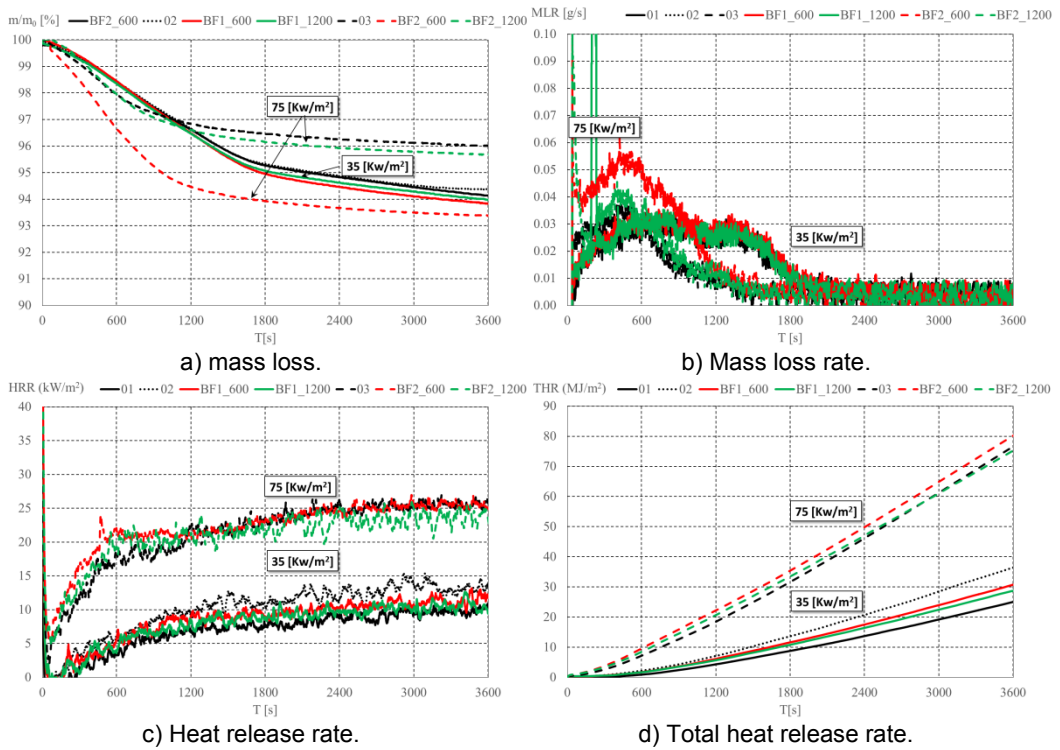 m/m₀ [%] BF2_600 02 BF1_600 BF1_1200 03 BF2_600 BF2_1200
100
99
98
97
96
95
94
93
92
91
90
75 [Kw/m²]
35 [Kw/m²]
0 600 1200 1800 2400 3000 3600
T[s]
a) mass loss.
MLR [g/s]
01 02 03 BF1_600 BF1_1200 BF2_600 BF2_1200
0.10
0.09
0.08
0.07
0.06
0.05
0.04
0.03
0.02
0.01
0.00
75 [Kw/m²]
35 [Kw/m²]
0 600 1200 1800 2400 3000 3600
T [s]
b) Mass loss rate.
HRR (kW/m²) 01 02 BF1_600 BF1_1200 03 BF2_600 BF2_1200
40
35
30
25
20
15
10
5
0
75 [Kw/m²]
35 [Kw/m²]
0 600 1200 1800 2400 3000 3600
T [s]
c) Heat release rate.
THR (MJ/m²) 01 02 BF1_600 BF1_1200 03 BF2_600 BF2_1200
90
80
70
60
50
40
30
20
10
0
75 [Kw/m²]
35 [Kw/m²]
0 600 1200 1800 2400 3000 3600
T[s]
d) Total heat release rate.